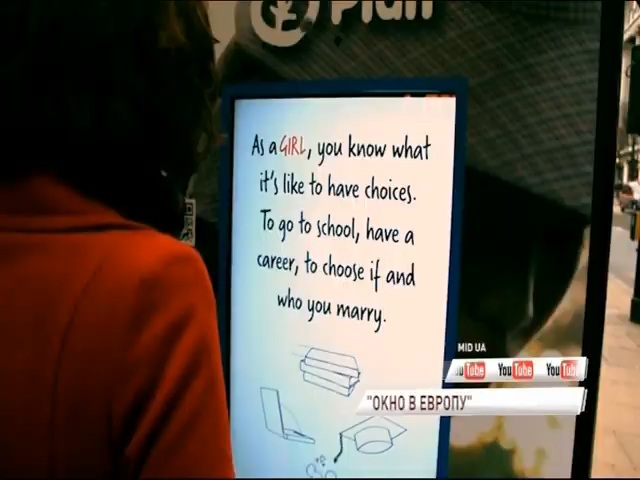 Plan
As a GIRL, you know what
it's like to have choices.
To go to school, have a
career, to choose if and
who you marry.
MID UA
YouTube YouTube
"ОКНО В ЕВРОПУ"